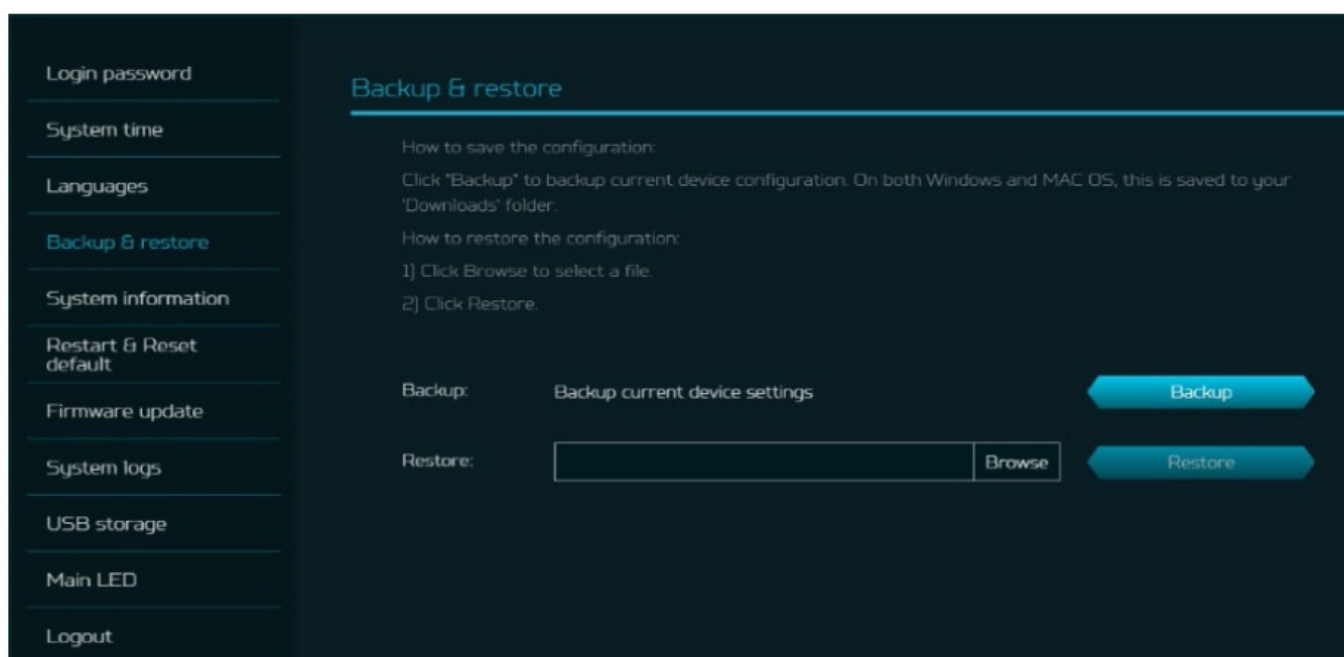 Login password
System time
Languages
Backup & restore
System information
Restart & Reset
default
Firmware update
System logs
USB storage
Main LED
Logout
Backup & restore
How to save the configuration:
Click "Backup" to backup current device configuration. On both Windows and MAC OS, this is saved to your
'Downloads' folder.
How to restore the configuration:
1) Click Browse to select a file.
2) Click Restore.
Backup: Backup current device settings Backup
Restore: Browse Restore